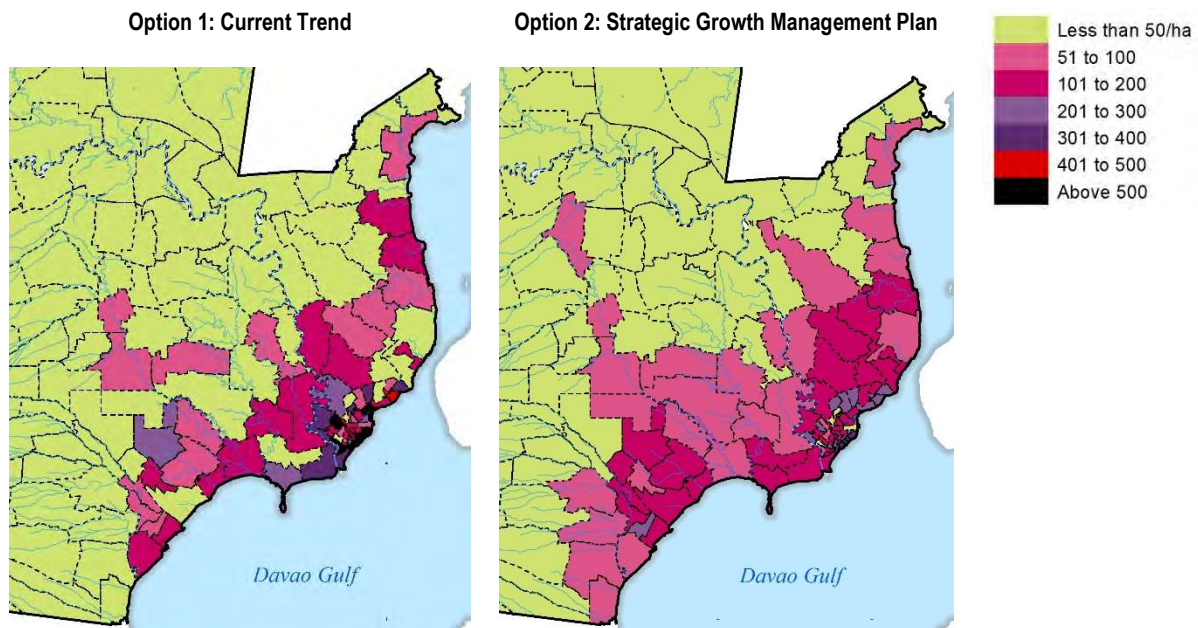 Option 1: Current Trend
Option 2: Strategic Growth Management Plan
Less than 50/ha
51 to 100
101 to 200
201 to 300
301 to 400
401 to 500
Above 500
Davao Gulf
Davao Gulf